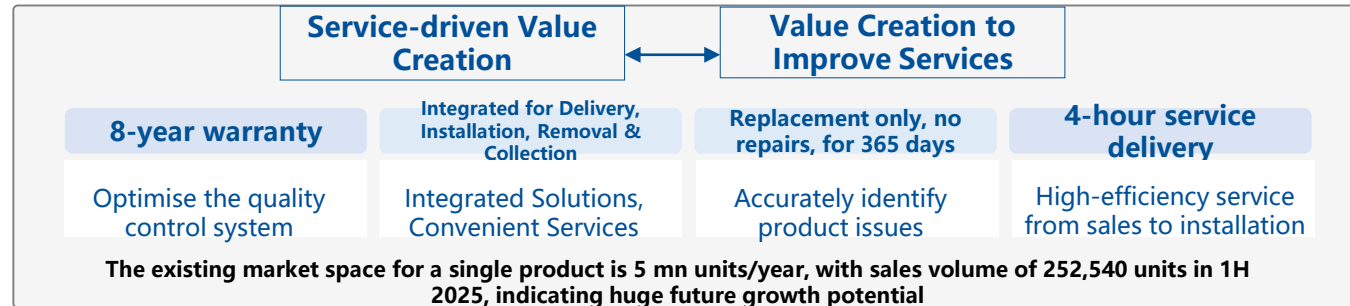 Service-driven Value
Creation
Value Creation to
Improve Services
8-year warranty
Integrated for Delivery,
Installation, Removal &
Collection
Replacement only, no
repairs, for 365 days
4-hour service
delivery
Optimise the quality
control system
Integrated Solutions,
Convenient Services
Accurately identify
product issues
High-efficiency service
from sales to installation
The existing market space for a single product is 5 mn units/year, with sales volume of 252,540 units in 1H
2025, indicating huge future growth potential